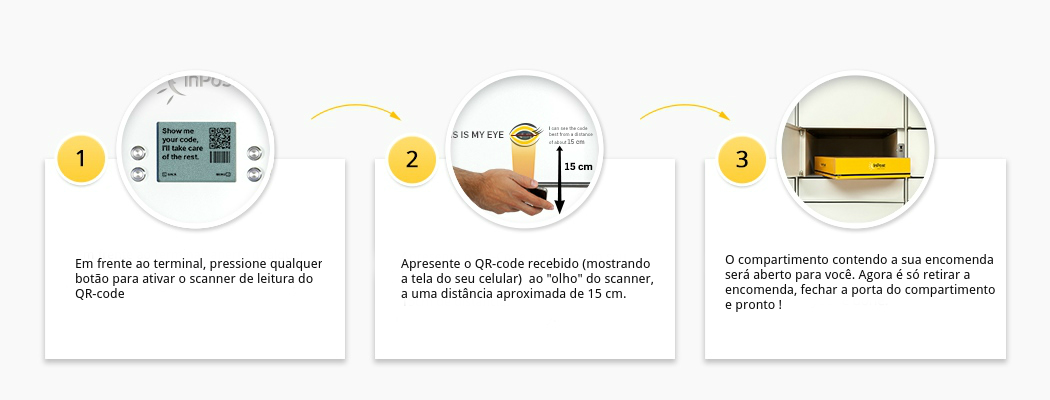 InPost
Show me
your code,
I'll take care
of the rest.
1
S IS MY EYE
I can see the code
best from a distance
of about 15 cm
15 cm
2
InPost
3
Em frente ao terminal, pressione qualquer
botão para ativar o scanner de leitura do
QR-code
Apresente o QR-code recebido (mostrando
a tela do seu celular) ao "olho" do scanner,
a uma distância aproximada de 15 cm.
O compartimento contendo a sua encomenda
será aberto para você. Agora é só retirar a
encomenda, fechar a porta do compartimento
e pronto !